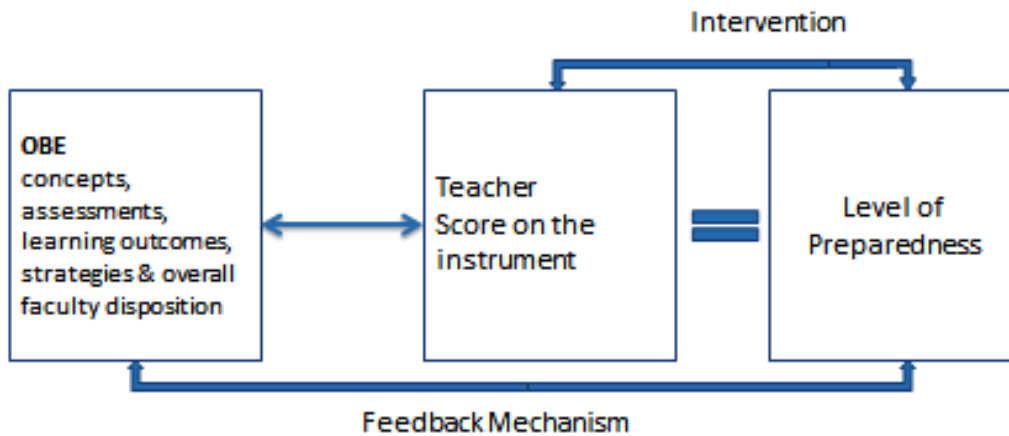 Intervention
OBE
concepts,
assessments,
learning outcomes,
strategies & overall
faculty disposition
Teacher
Score on the
instrument
Level of
Preparedness
Feedback Mechanism